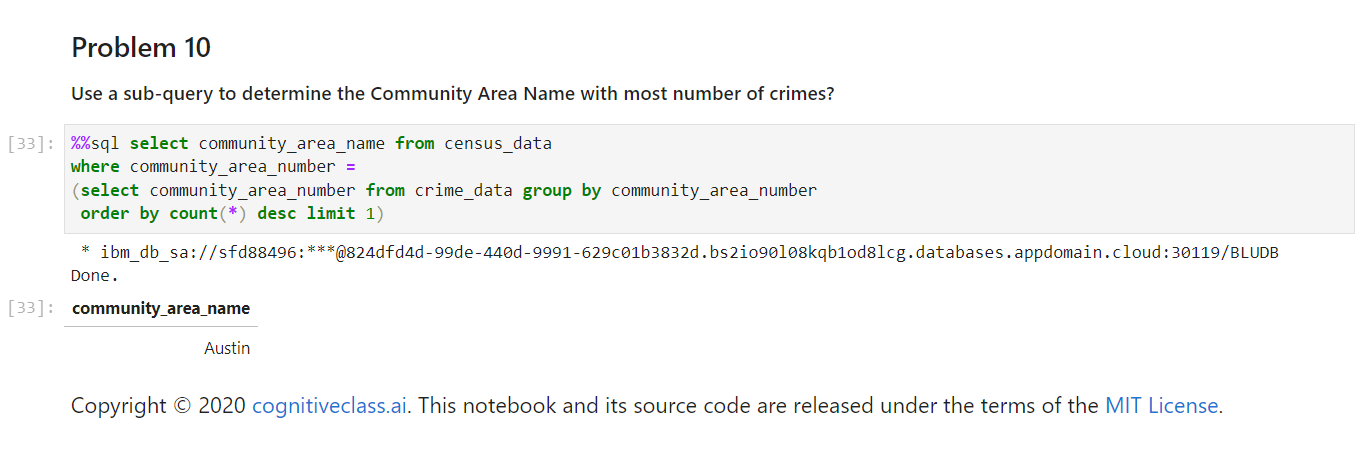 Problem 10
Use a sub-query to determine the Community Area Name with most number of crimes?
[33]: %%sql select community_area_name from census_data
where community_area_number =
(select community_area_number from crime_data group by community_area_number
order by count(*) desc limit 1)
* ibm_db_sa://sfd88496:***@824dfd4d-99de-440d-9991-629c01b3832d.bs2io90l08kqb1od8lcg.databases.appdomain.cloud:30119/BLUDB
Done.
[33]: community_area_name
Austin
Copyright © 2020 cognitiveclass.ai. This notebook and its source code are released under the terms of the MIT License.